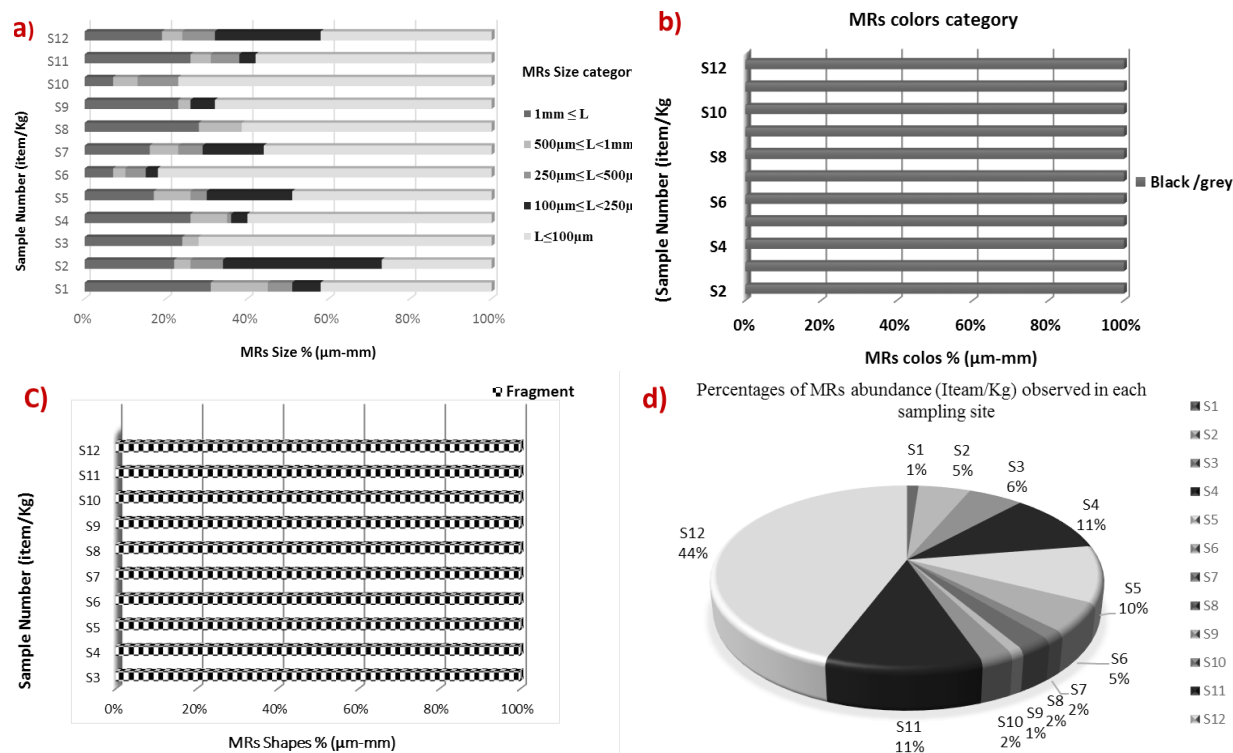 a)
S12
S11
S10
S9
S8
S7
S6
S5
S4
S3
S2
S1
Sample Number (item/Kg)
0% 20% 40% 60% 80% 100%
MRs Size % (µm-mm)
MRs Size categor
1mm ≤ L
500µm≤L<1mm
250µm≤L<500µ
100µm≤L<250µ
L≤100µm
b)
MRs colors category
S12
S10
S8
S6
S4
S2
(Sample Number (item/Kg
0% 20% 40% 60% 80% 100%
MRs colos % (µm-mm)
Black /grey
C)
Fragment
S12
S11
S10
S9
S8
S7
S6
S5
S4
S3
Sample Number (item/Kg)
0% 20% 40% 60% 80% 100%
MRs Shapes % (µm-mm)
d)
Percentages of MRs abundance (Iteam/Kg) observed in each
sampling site
S1
1%
S2
5%
S3
6%
S4
11%
S5
10%
S6
5%
S7
2%
S8
2%
S9
1%
S10
2%
S11
11%
S12
44%
S1
S2
S3
S4
S5
S6
S7
S8
S9
S10
S11
S12